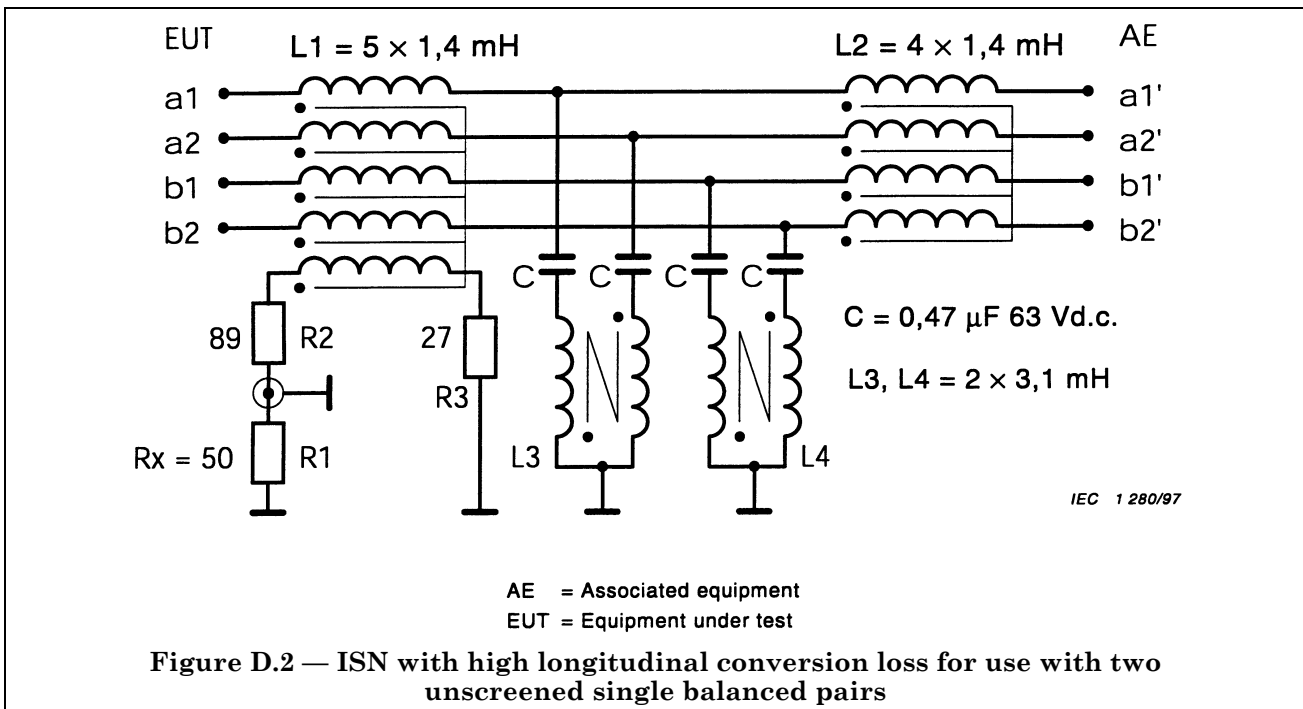 EUT
L1 = 5 × 1,4 mH
L2 = 4 × 1,4 mH
AE
a1
a1'
a2
a2'
b1
b1'
b2
b2'
C
C
C
C
C = 0,47 µF 63 Vd.c.
89
R2
27
R3
L3, L4 = 2 × 3,1 mH
Rx = 50
R1
L3
L4
IEC 1 280/97
AE = Associated equipment
EUT = Equipment under test
Figure D.2 — ISN with high longitudinal conversion loss for use with two
unscreened single balanced pairs